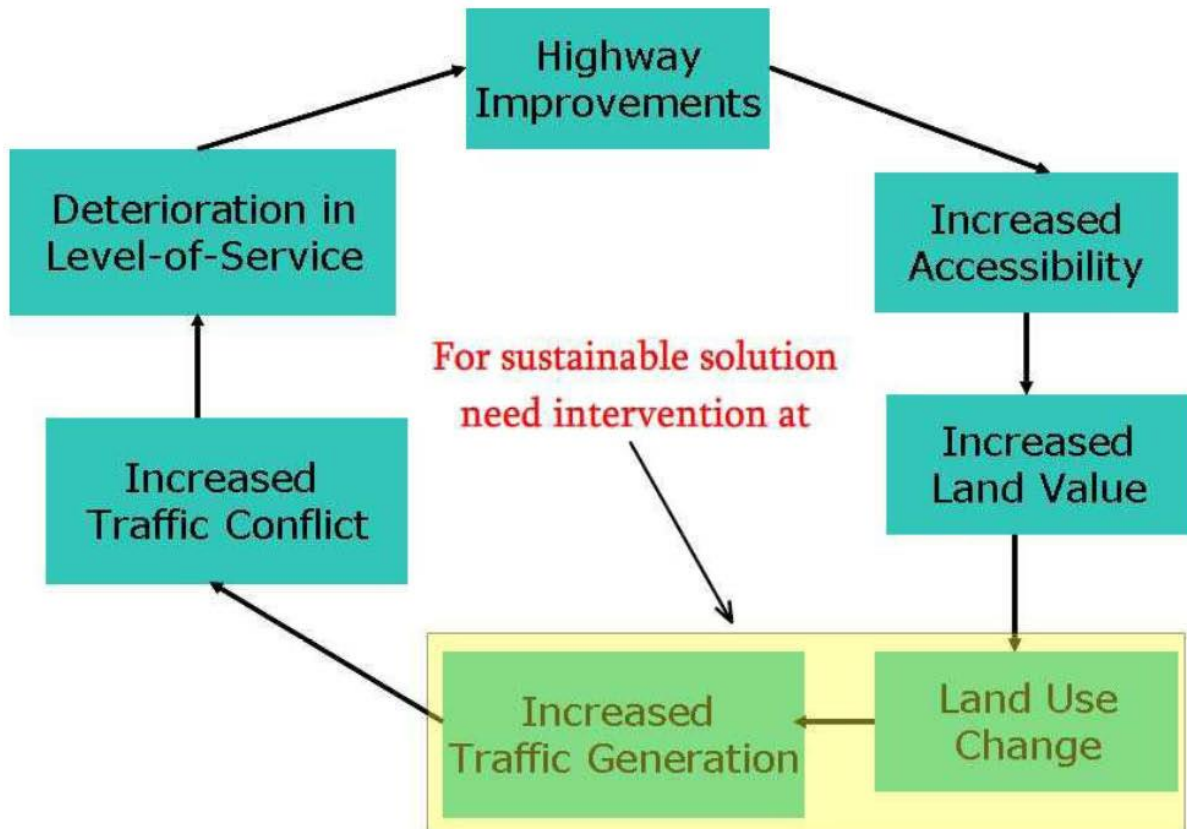 Highway
Improvements
Deterioration in
Level-of-Service
Increased
Accessibility
For sustainable solution
need intervention at
Increased
Traffic Conflict
Increased
Land Value
Increased
Traffic Generation
Land Use
Change